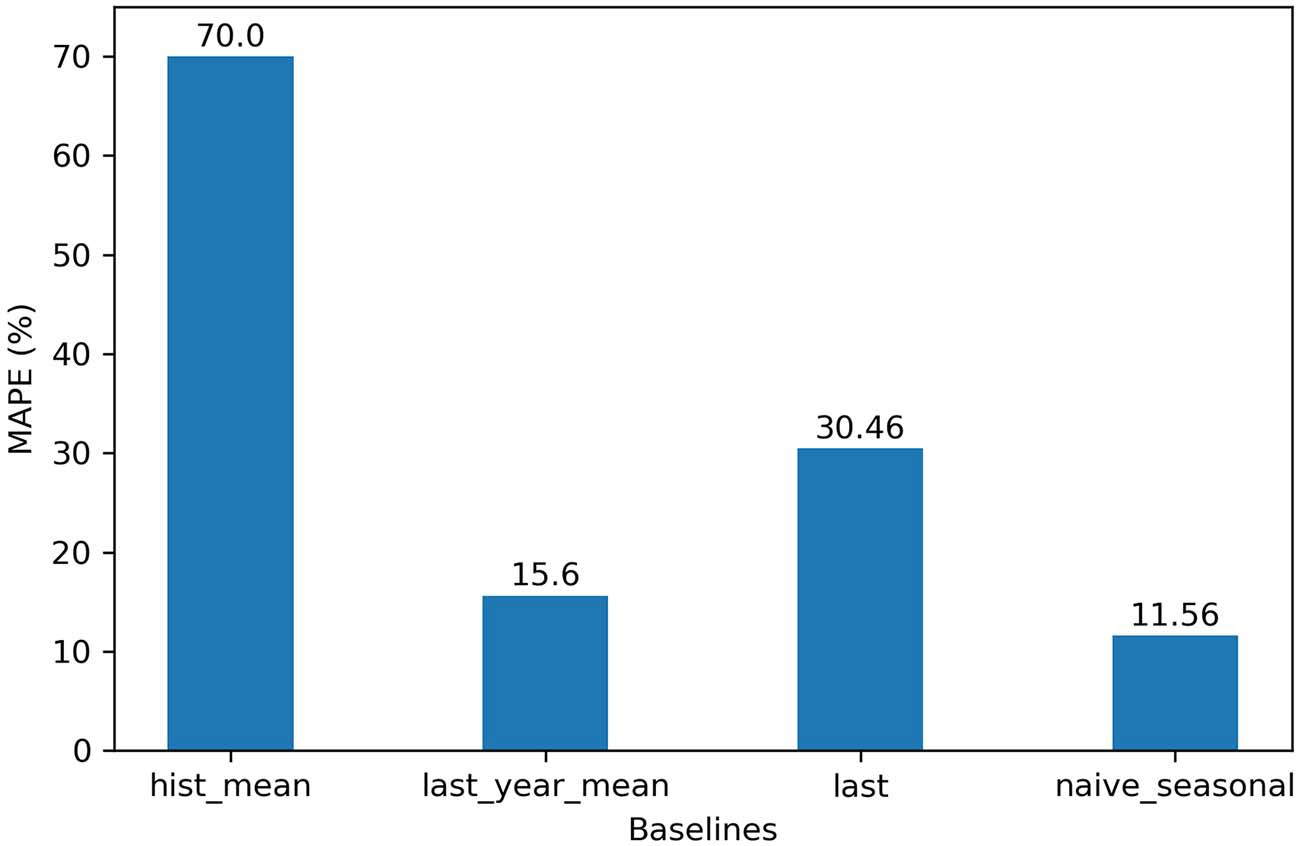 70.0
70
60
50
40
30
20
10
0
MAPE (%)
15.6
30.46
11.56
hist_mean
last_year_mean
last
naive_seasonal
Baselines